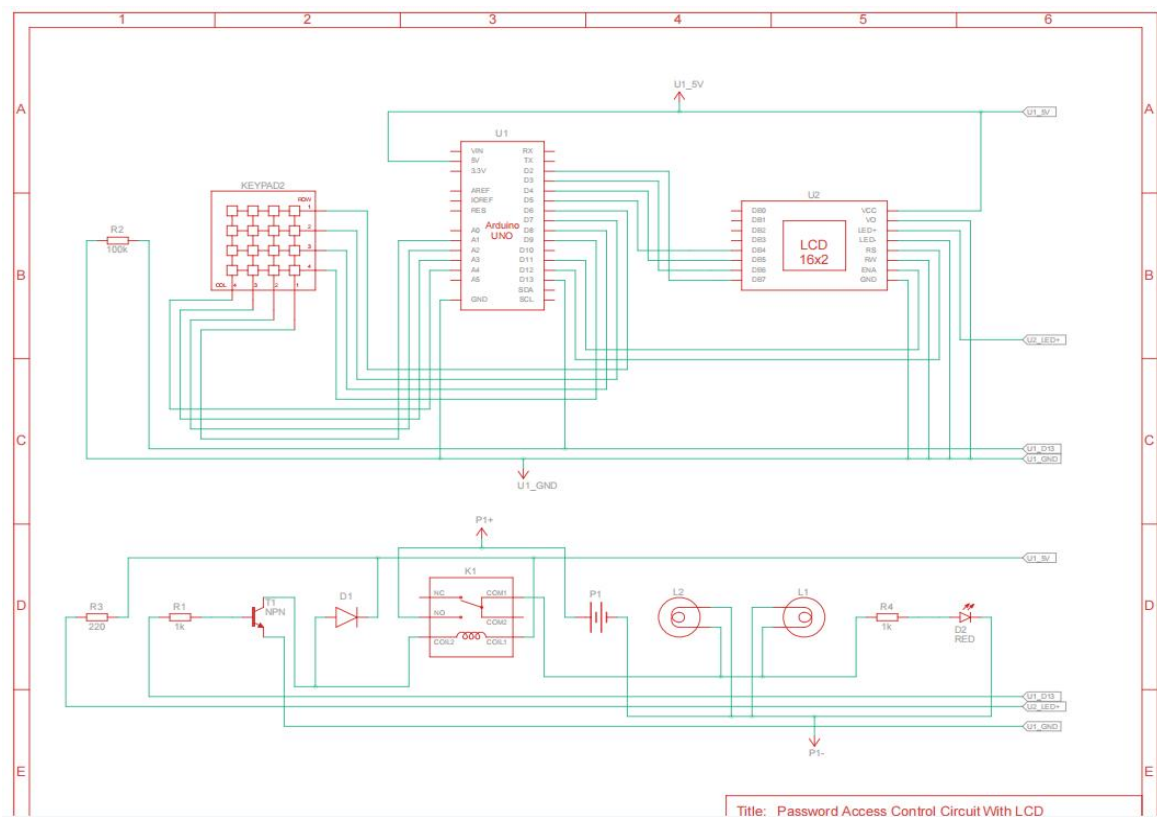 1 2 3 4 5 6
A A
U1_5V
U1_5V
U1
VIN RX
5V TX
3.3V D2
D3
AREF D4
IOREF D5
RES D6
D7
A0 D8
A1 D9
A2 D10
A3 D11
A4 D12
A5 D13
SDA
GND SCL
Arduino
UNO
KEYPAD2
ROW
1
2
3
4
COL 4 3 2 1
R2
100k
B B
U2
DB0 VCC
DB1 VO
DB2 LED+
DB3 LED-
DB4 RS
DB5 RW
DB6 ENA
DB7 GND
LCD
16x2
U2_LED+
C C
U1_D13
U1_GND
U1_GND
P1+
U1_5V
D D
R3
220
R1
1k
T1
NPN
D1
K1
NC COM1
NO COM2
COIL2 COIL1
P1
L2
L1
R4
1k
D2
RED
U1_D13
U2_LED+
U1_GND
P1-
E E
Title: Password Access Control Circuit With LCD